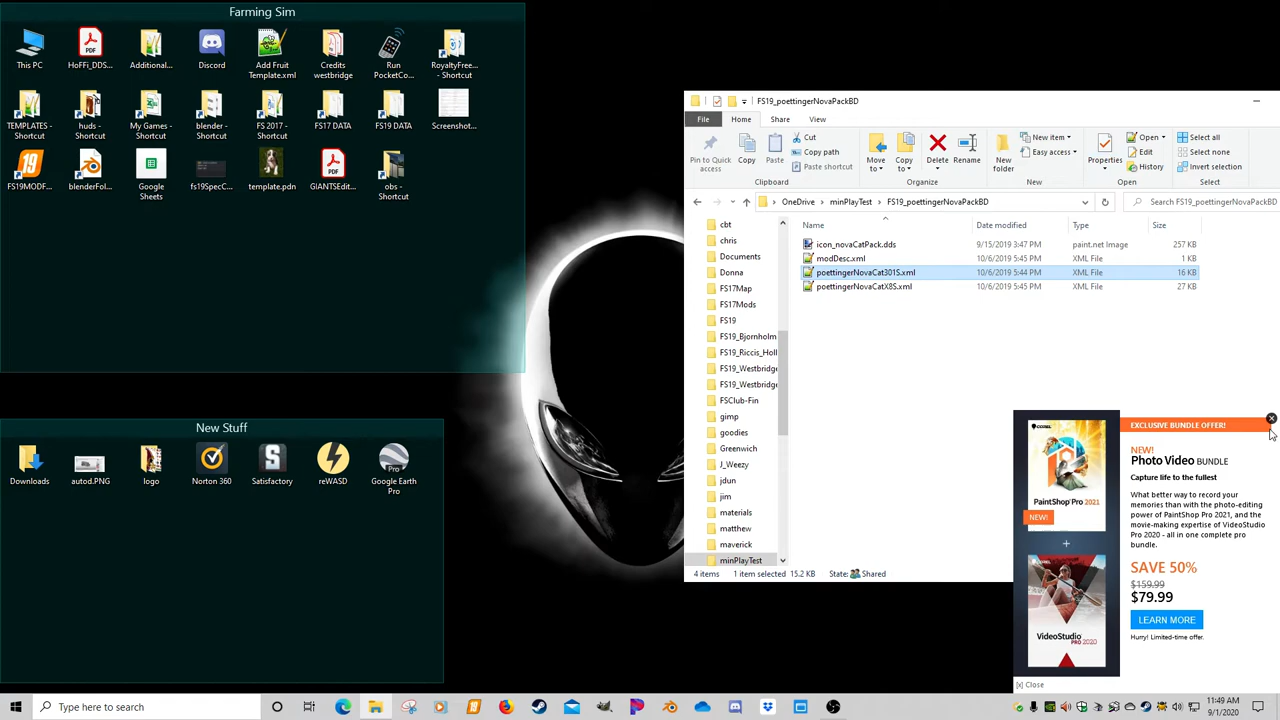 Farming Sim
This PC
HoFFi_DDS...
Additional...
Discord
Add Fruit
Template.xml
Credits
westbridge
Run
PocketCo...
RoyaltyFree...
- Shortcut
TEMPLATES -
Shortcut
huds -
Shortcut
My Games -
Shortcut
blender -
Shortcut
FS 2017 -
Shortcut
FS17 DATA
FS19 DATA
Screenshot...
FS19MODF...
blenderFol...
Google
Sheets
fs19SpecC...
template.pdn
GIANTSEdit...
obs -
Shortcut
New Stuff
Downloads
autod.PNG
logo
Norton 360
Satisfactory
reWASD
Google Earth
Pro
FS19_poettingerNovaPackBD
File
Home
Share
View
Pin to Quick
access
Copy
Paste
Cut
Copy path
Paste shortcut
Clipboard
Move
to
Copy
to
Delete
Rename
Organize
New
folder
New item
Easy access
New
Properties
Open
Edit
History
Open
Select all
Select none
Invert selection
Select
OneDrive
minPlayTest
FS19_poettingerNovaPackBD
Search FS19_poettingerNovaPackBD
Name
Date modified
Type
Size
icon_novaCatPack.dds 9/15/2019 3:47 PM paint.net Image 257 KB
modDesc.xml 10/6/2019 5:45 PM XML File 1 KB
poettingerNovaCat301S.xml 10/6/2019 5:44 PM XML File 16 KB
poettingerNovaCatX8S.xml 10/6/2019 5:45 PM XML File 27 KB
cbt
chris
Documents
Donna
FS17Map
FS17Mods
FS19
FS19_Bjornholm
FS19_Riccis_Holl
FS19_Westbridge
FS19_Westbridge
FSClub-Fin
gimp
goodies
Greenwich
J_Weezy
jdun
jim
materials
matthew
maverick
minPlayTest
4 items
1 item selected 15.2 KB
State: Shared
COREL
PaintShop Pro 2021
NEW!
+
COREL
VideoStudio
PRO 2020
EXCLUSIVE BUNDLE OFFER!
NEW!
Photo Video BUNDLE
Capture life to the fullest
What better way to record your
memories than with the photo-editing
power of PaintShop Pro 2021, and the
movie-making expertise of VideoStudio
Pro 2020 - all in one complete pro
bundle.
SAVE 50%
$159.99
$79.99
LEARN MORE
Hurry! Limited-time offer.
[x] Close
Type here to search
11:49 AM
9/1/2020